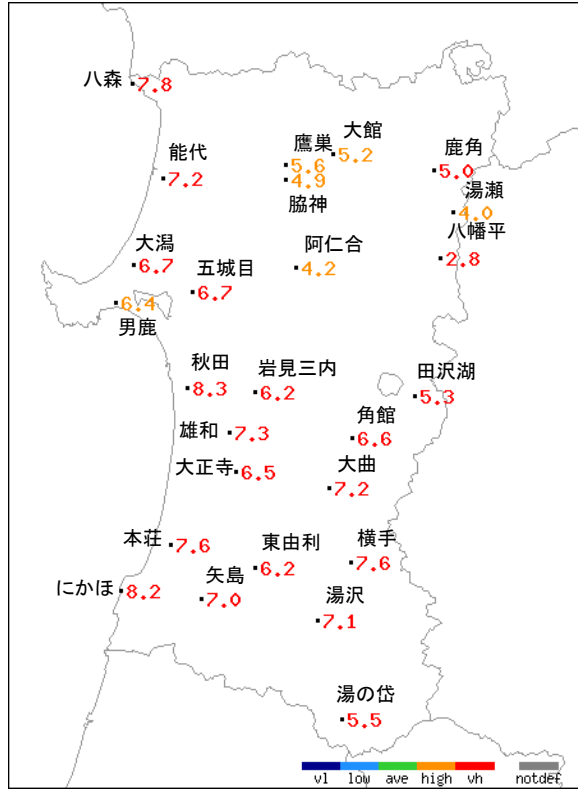 八森
7.8
大館
5.2
鷹巣
5.6
4.9
脇神
能代
7.2
鹿角
5.0
湯瀬
4.0
八幡平
2.8
大潟
6.7
五城目
6.7
阿仁合
4.2
6.4
男鹿
秋田
8.3
岩見三内
6.2
田沢湖
5.3
雄和
7.3
角館
6.6
大正寺
6.5
大曲
7.2
本荘
7.6
東由利
6.2
横手
7.6
にかほ
8.2
矢島
7.0
湯沢
7.1
湯の岱
5.5
vl low ave high vh notdef